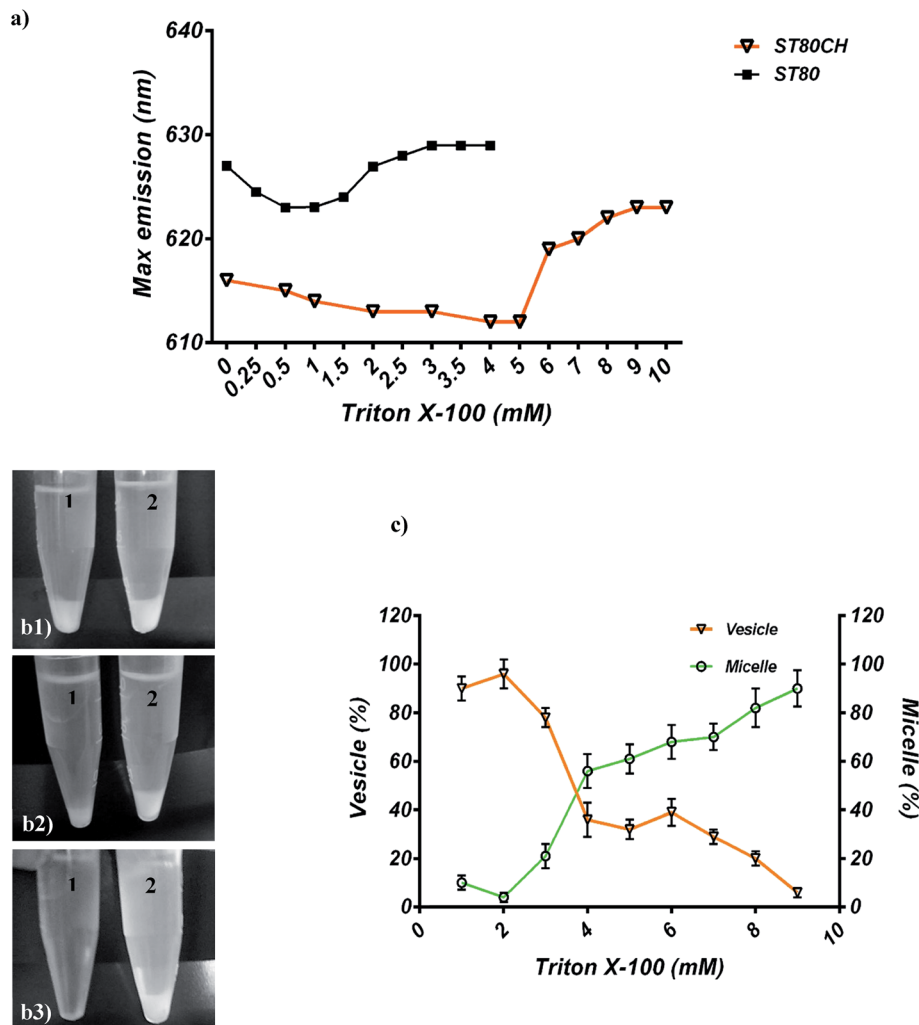 a)
640
630
620
610
Max emission (nm)
0 0.25 0.5 1 1.5 2 2.5 3 3.5 4 5 6 7 8 9 10
Triton X-100 (mM)
ST80CH
ST80
1 2
b1)
1 2
b2)
1 2
b3)
c)
120
100
80
60
40
20
0
Vesicle (%)
Vesicle
Micelle
120
100
80
60
40
20
0
Micelle (%)
0 2 4 6 8 10
Triton X-100 (mM)